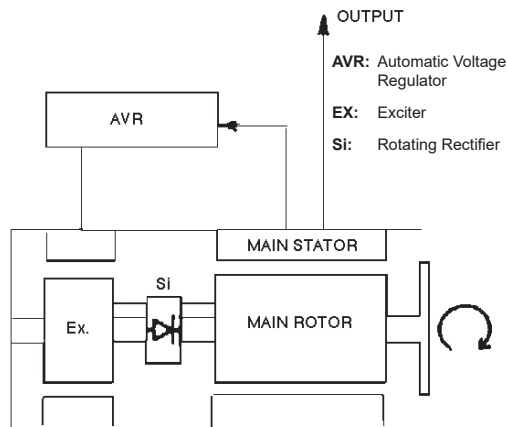 OUTPUT
AVR: Automatic Voltage
Regulator
EX: Exciter
Si: Rotating Rectifier
AVR
MAIN STATOR
Si
Ex.
MAIN ROTOR